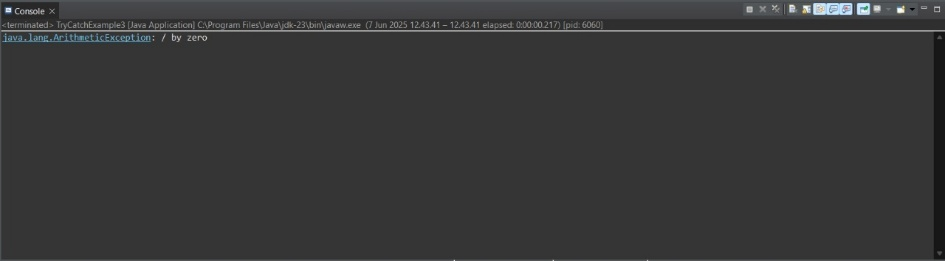 Console
<terminated> TryCatchExample3 [Java Application] C:\Program Files\Java\jdk-23\bin\javaw.exe (7 Jun 2025 12.43.41 – 12.43.41 elapsed: 0:00:00.217) [pid: 6060]
java.lang.ArithmeticException: / by zero